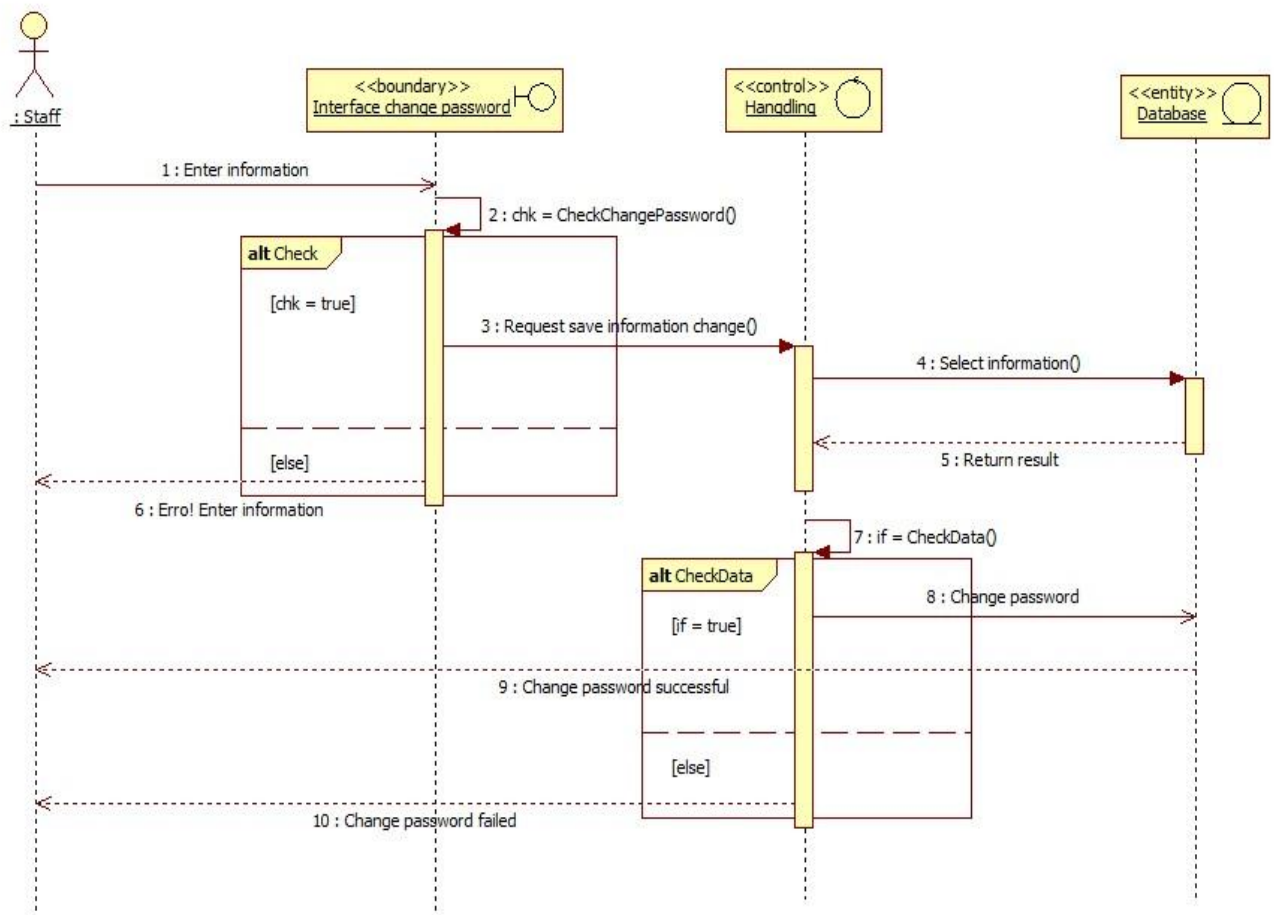 : Staff
<<boundary>>
Interface change password
<<control>>
Hanqdling
<<entity>>
Database
1 : Enter information
2 : chk = CheckChangePassword()
alt Check
[chk = true]
3 : Request save information change()
4 : Select information()
5 : Return result
[else]
6 : Erro! Enter information
7 : if = CheckData()
alt CheckData
8 : Change password
[if = true]
9 : Change password successful
[else]
10 : Change password failed